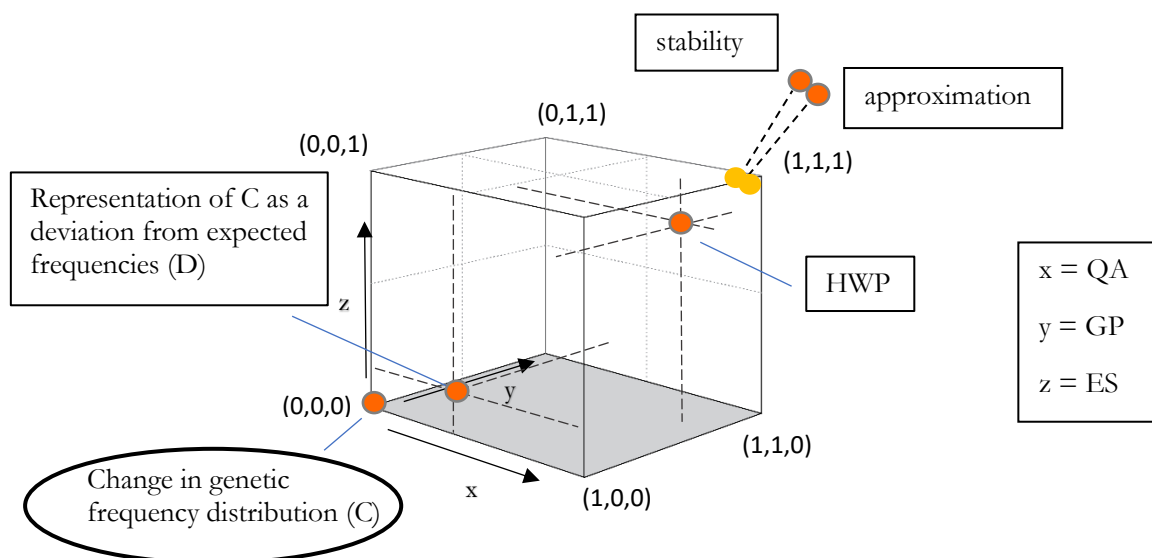 stability
approximation
(0,1,1)
(0,0,1)
(1,1,1)
Representation of C as a
deviation from expected
frequencies (D)
HWP
x = QA
y = GP
z = ES
z
y
(0,0,0)
(1,1,0)
x
(1,0,0)
Change in genetic
frequency distribution (C)